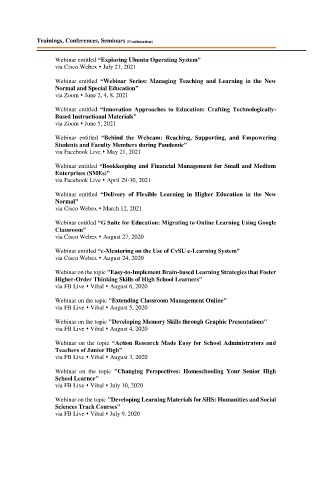 Trainings, Conferences, Seminars (Continuation)
Webinar entitled “Exploring Ubuntu Operating System”
via Cisco Webex • July 21, 2021
Webinar entitled “Webinar Series: Managing Teaching and Learning in the New
Normal and Special Education”
via Zoom • June 2, 4, 8, 2021
Webinar entitled “Innovation Approaches to Education: Crafting Technologically-
Based Instructional Materials”
via Zoom • June 5, 2021
Webinar entitled “Behind the Webcam: Reaching, Supporting, and Empowering
Students and Faculty Members during Pandemic”
via Facebook Live • May 21, 2021
Webinar entitled “Bookkeeping and Financial Management for Small and Medium
Enterprises (SMEs)”
via Facebook Live • April 29-30, 2021
Webinar entitled “Delivery of Flexible Learning in Higher Education in the New
Normal”
via Cisco Webex • March 12, 2021
Webinar entitled “G Suite for Education: Migrating to Online Learning Using Google
Classroom”
via Cisco Webex • August 27, 2020
Webinar entitled “e-Mentoring on the Use of CvSU e-Learning System”
via Cisco Webex • August 24, 2020
Webinar on the topic "Easy-to-Implement Brain-based Learning Strategies that Foster
Higher-Order Thinking Skills of High School Learners"
via FB Live • Vibal • August 6, 2020
Webinar on the topic "Extending Classroom Management Online"
via FB Live • Vibal • August 5, 2020
Webinar on the topic "Developing Memory Skills through Graphic Presentations"
via FB Live • Vibal • August 4, 2020
Webinar on the topic “Action Research Made Easy for School Administrators and
Teachers of Junior High”
via FB Live • Vibal • August 3, 2020
Webinar on the topic "Changing Perspectives: Homeschooling Your Senior High
School Learner"
via FB Live • Vibal • July 10, 2020
Webinar on the topic "Developing Learning Materials for SHS: Humanities and Social
Sciences Track Courses"
via FB Live • Vibal • July 9, 2020